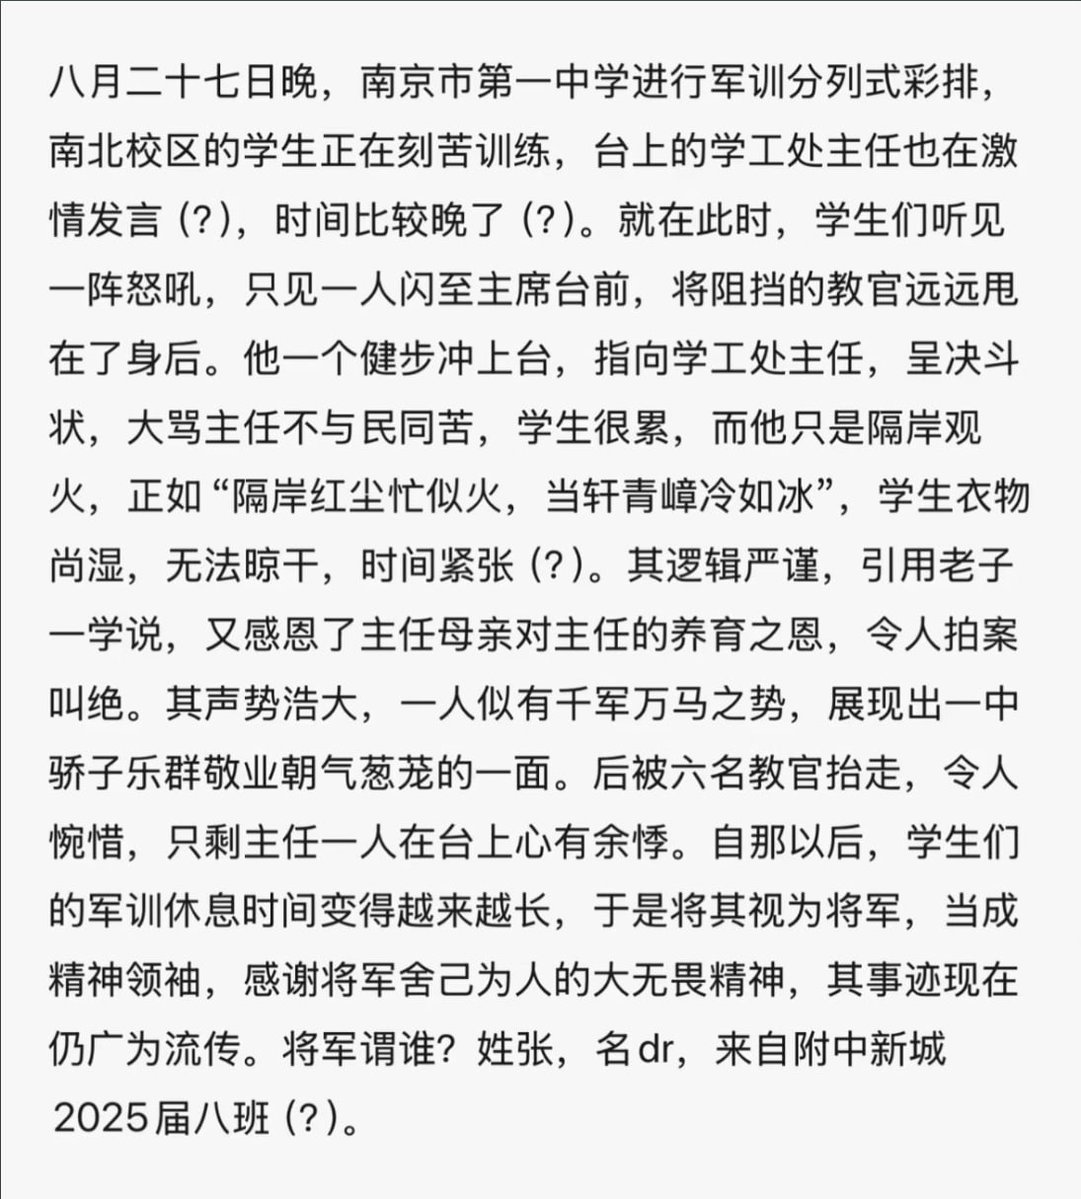 八月二十七日晚，南京市第一中学进行军训分列式彩排，
南北校区的学生正在刻苦训练，台上的学工处主任也在激
情发言（?），时间比较晚了（?）。就在此时，学生们听见
一阵怒吼，只见一人闪至主席台前，将阻挡的教官远远甩
在了身后。他一个健步冲上台，指向学工处主任，呈决斗
状，大骂主任不与民同苦，学生很累，而他只是隔岸观
火，正如“隔岸红尘忙似火，当轩青嶂冷如冰”，学生衣物
尚湿，无法晾干，时间紧张（?）。其逻辑严谨，引用老子
一学说，又感恩了主任母亲对主任的养育之恩，令人拍案
叫绝。其声势浩大，一人似有千军万马之势，展现出一中
骄子乐群敬业朝气葱茏的一面。后被六名教官抬走，令人
惋惜，只剩主任一人在台上心有余悸。自那以后，学生们
的军训休息时间变得越来越长，于是将其视为将军，当成
精神领袖，感谢将军舍己为人的大无畏精神，其事迹现在
仍广为流传。将军谓谁？姓张，名dr，来自附中新城
2025届八班（?）。